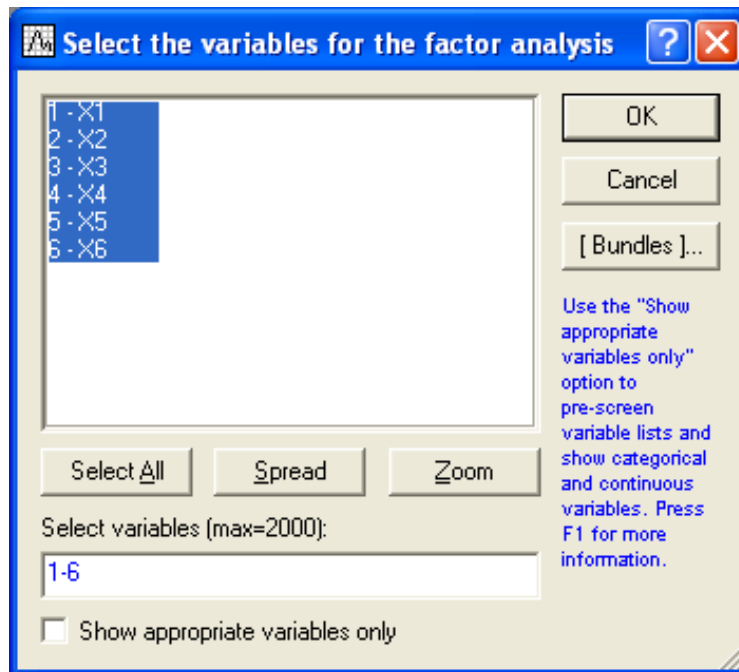 Select the variables for the factor analysis
1 - X1
2 - X2
3 - X3
4 - X4
5 - X5
6 - X6
OK
Cancel
[ Bundles ]...
Use the "Show
appropriate
variables only"
option to
pre-screen
variable lists and
show categorical
and continuous
variables. Press
F1 for more
information.
Select All
Spread
Zoom
Select variables (max=2000):
1-6
Show appropriate variables only